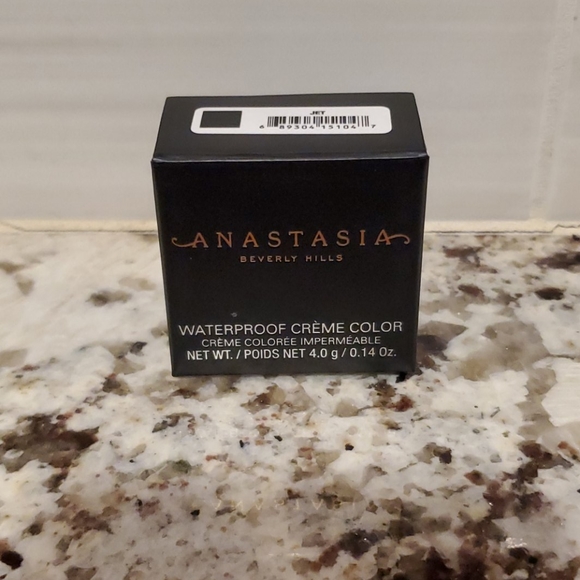 JET
6 89304 15104 7
ANASTASIA
BEVERLY HILLS
WATERPROOF CRÈME COLOR
CRÈME COLORÉE IMPERMÉABLE
NET WT. / POIDS NET 4.0 g / 0.14 Oz.